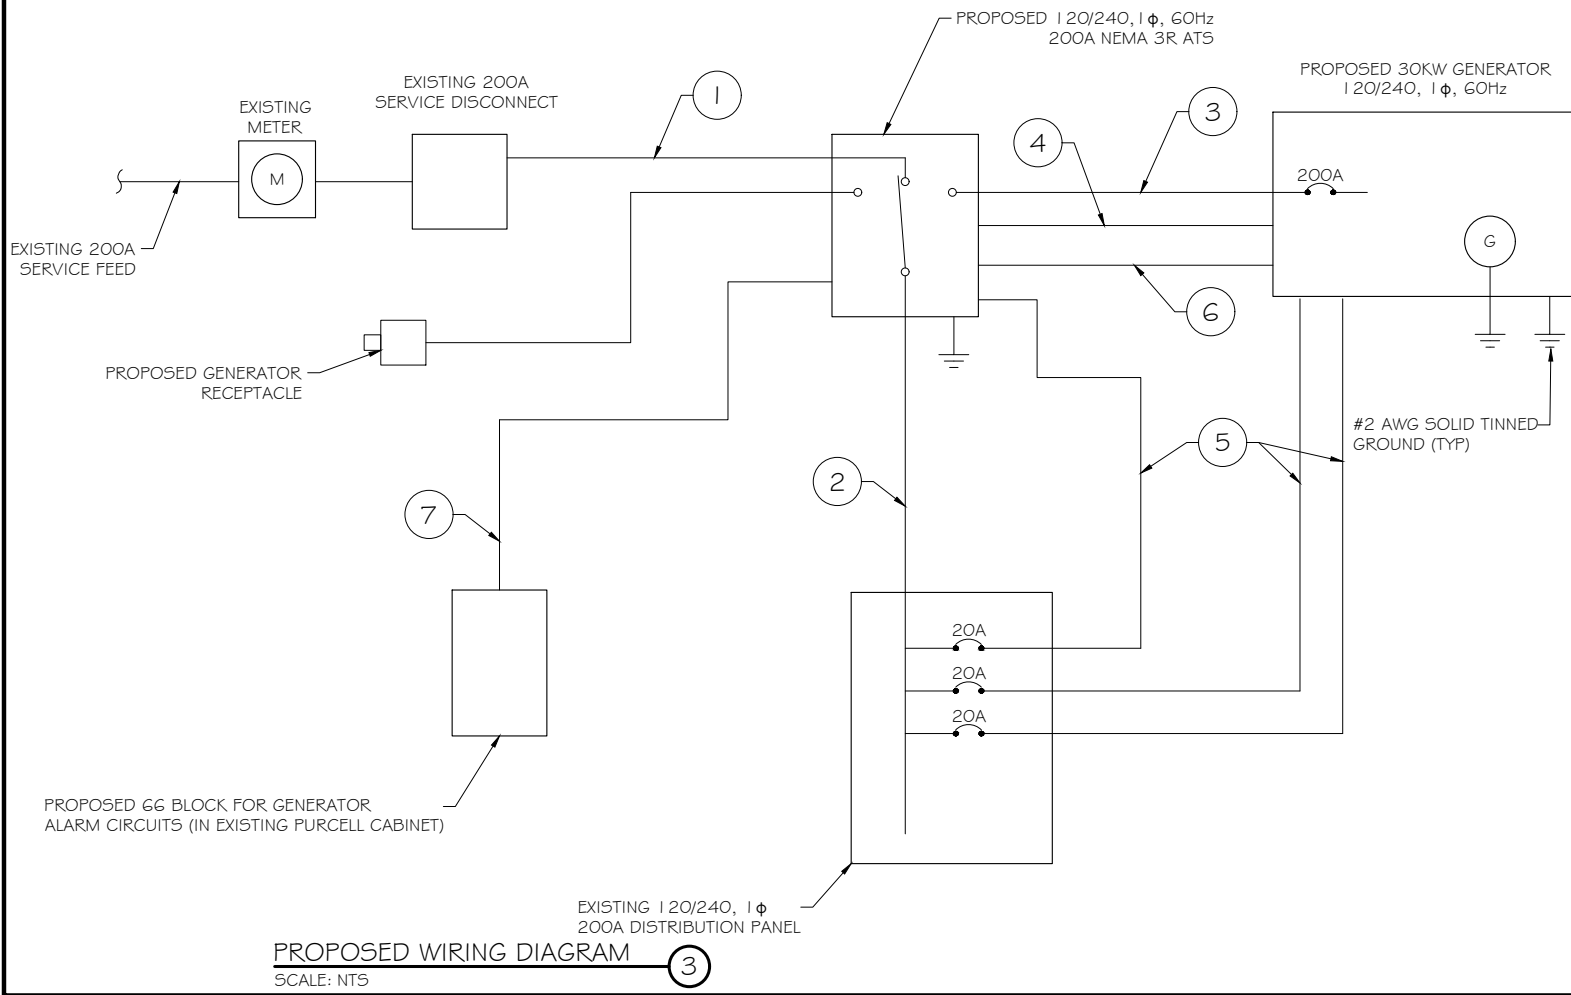 PROPOSED 120/240, 1ϕ, 60Hz
200A NEMA 3R ATS
PROPOSED 30KW GENERATOR
120/240, 1ϕ, 60Hz
EXISTING 200A
SERVICE DISCONNECT
EXISTING
METER
1
3
4
M
200A
EXISTING 200A
SERVICE FEED
G
6
PROPOSED GENERATOR
RECEPTACLE
#2 AWG SOLID TINNED
GROUND (TYP)
5
2
7
20A
20A
20A
PROPOSED 66 BLOCK FOR GENERATOR
ALARM CIRCUITS (IN EXISTING PURCELL CABINET)
EXISTING 120/240, 1ϕ
200A DISTRIBUTION PANEL
PROPOSED WIRING DIAGRAM
3
SCALE: NTS